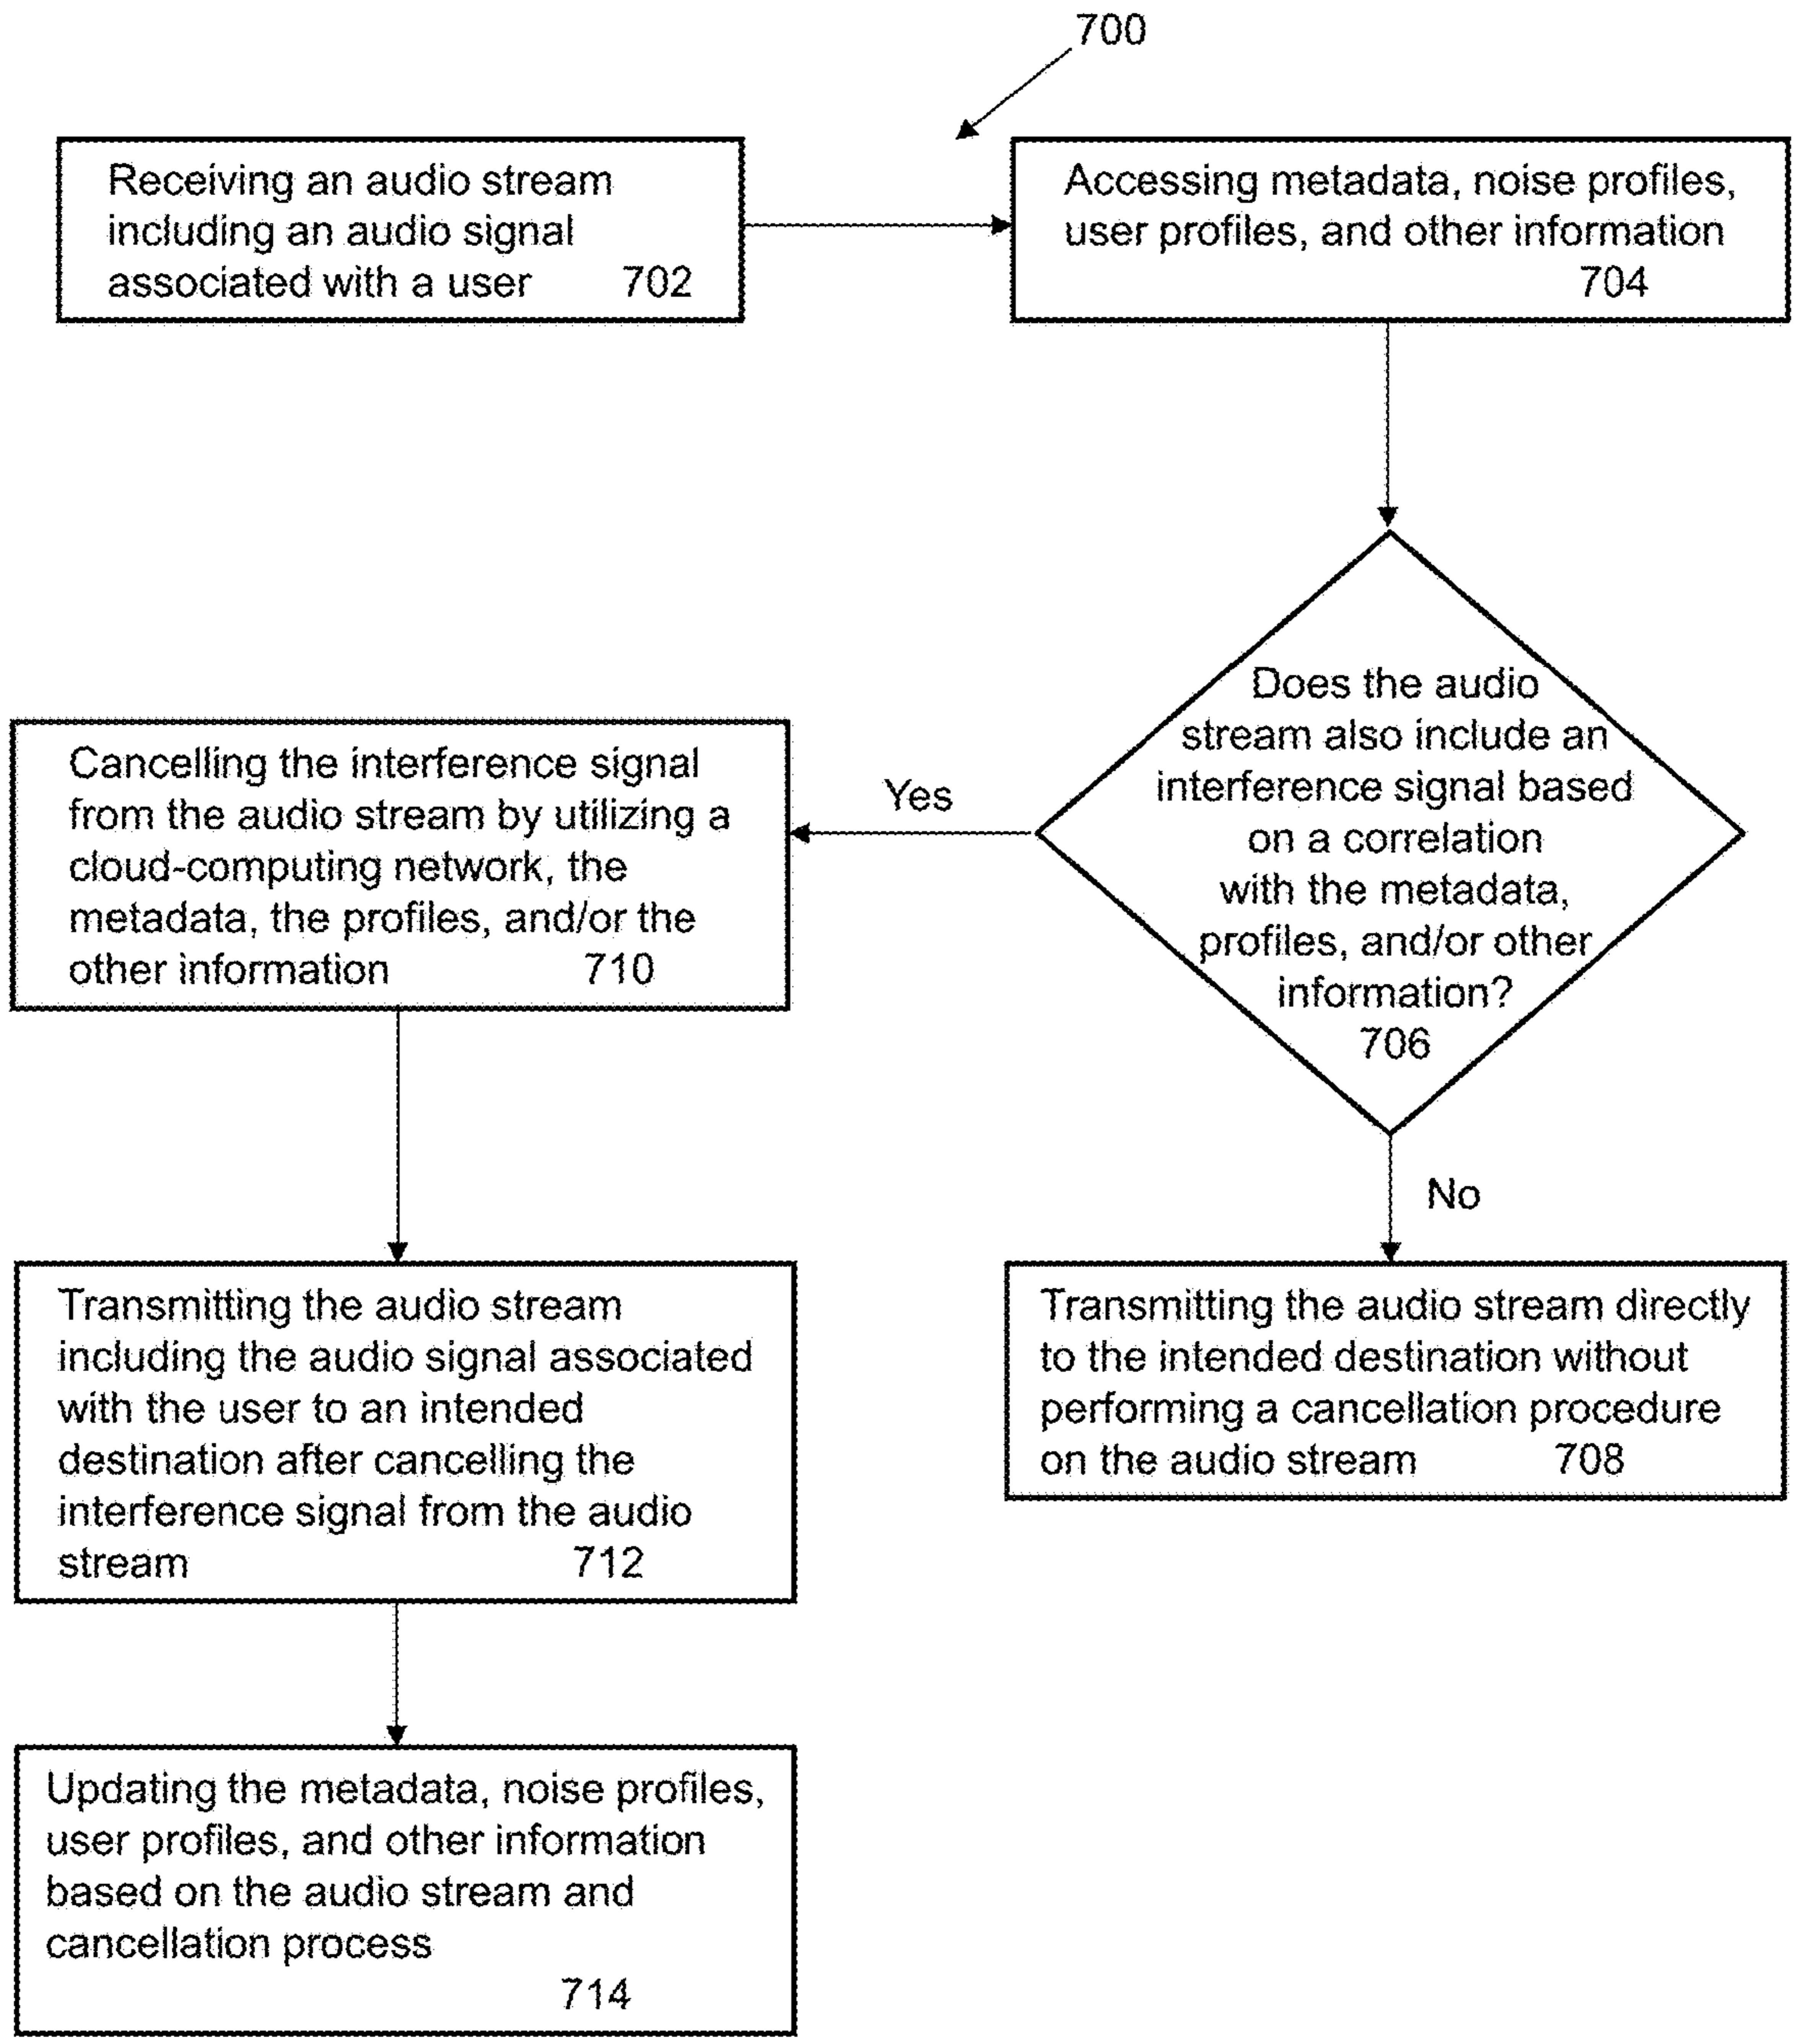 700
Receiving an audio stream
including an audio signal
associated with a user 702
Accessing metadata, noise profiles,
user profiles, and other information
704
Does the audio
stream also include an
interference signal based
on a correlation
with the metadata,
profiles, and/or other
information?
706
Yes
Cancelling the interference signal
from the audio stream by utilizing a
cloud-computing network, the
metadata, the profiles, and/or the
other information 710
No
Transmitting the audio stream directly
to the intended destination without
performing a cancellation procedure
on the audio stream 708
Transmitting the audio stream
including the audio signal associated
with the user to an intended
destination after cancelling the
interference signal from the audio
stream 712
Updating the metadata, noise profiles,
user profiles, and other information
based on the audio stream and
cancellation process
714